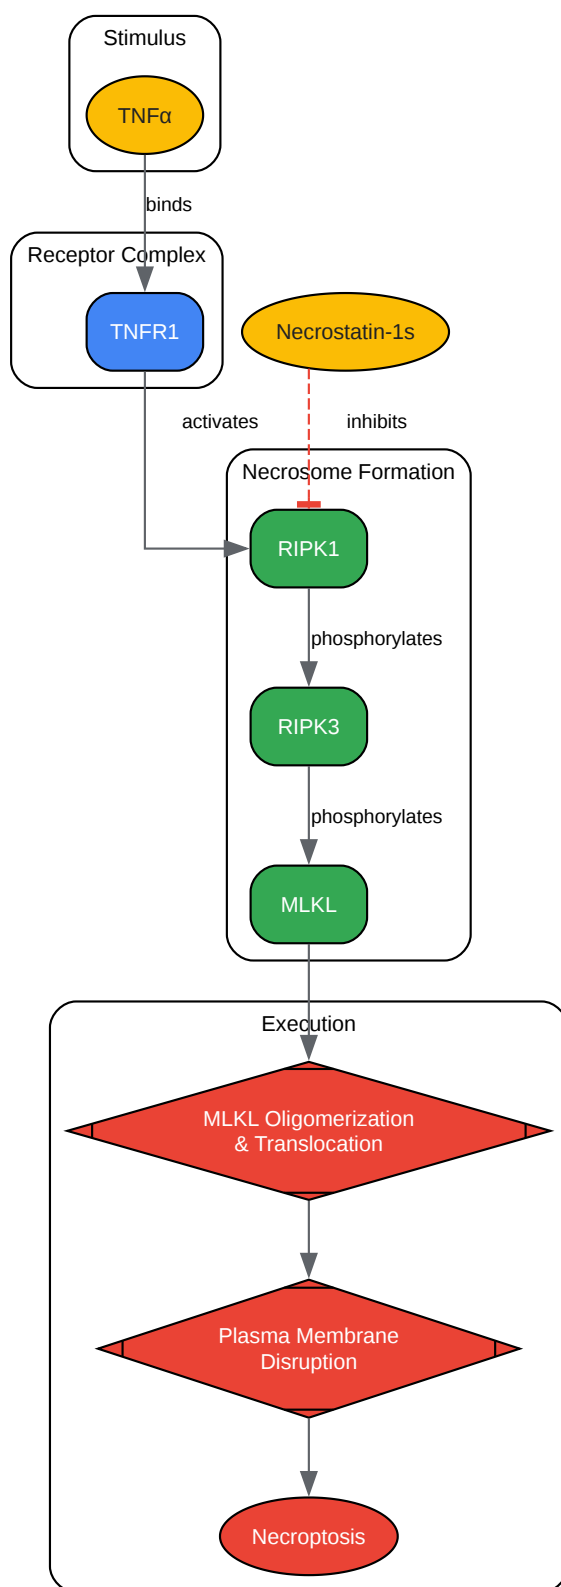 Stimulus
TNFα
binds
Receptor Complex
TNFR1
Necrostatin-1s
activates
inhibits
Necrosome Formation
RIPK1
phosphorylates
RIPK3
phosphorylates
MLKL
Execution
MLKL Oligomerization
& Translocation
Plasma Membrane
Disruption
Necroptosis